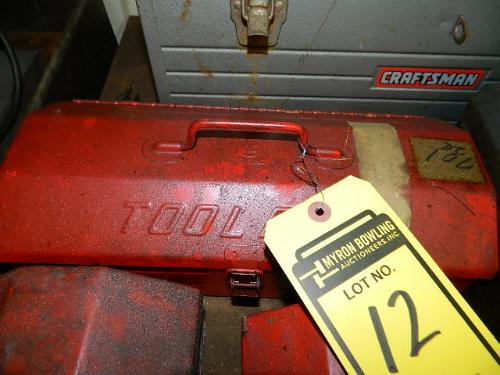 CRAFTSMAN
TOOL
MYRON BOWLING
AUCTIONEERS, INC
LOT NO.
12